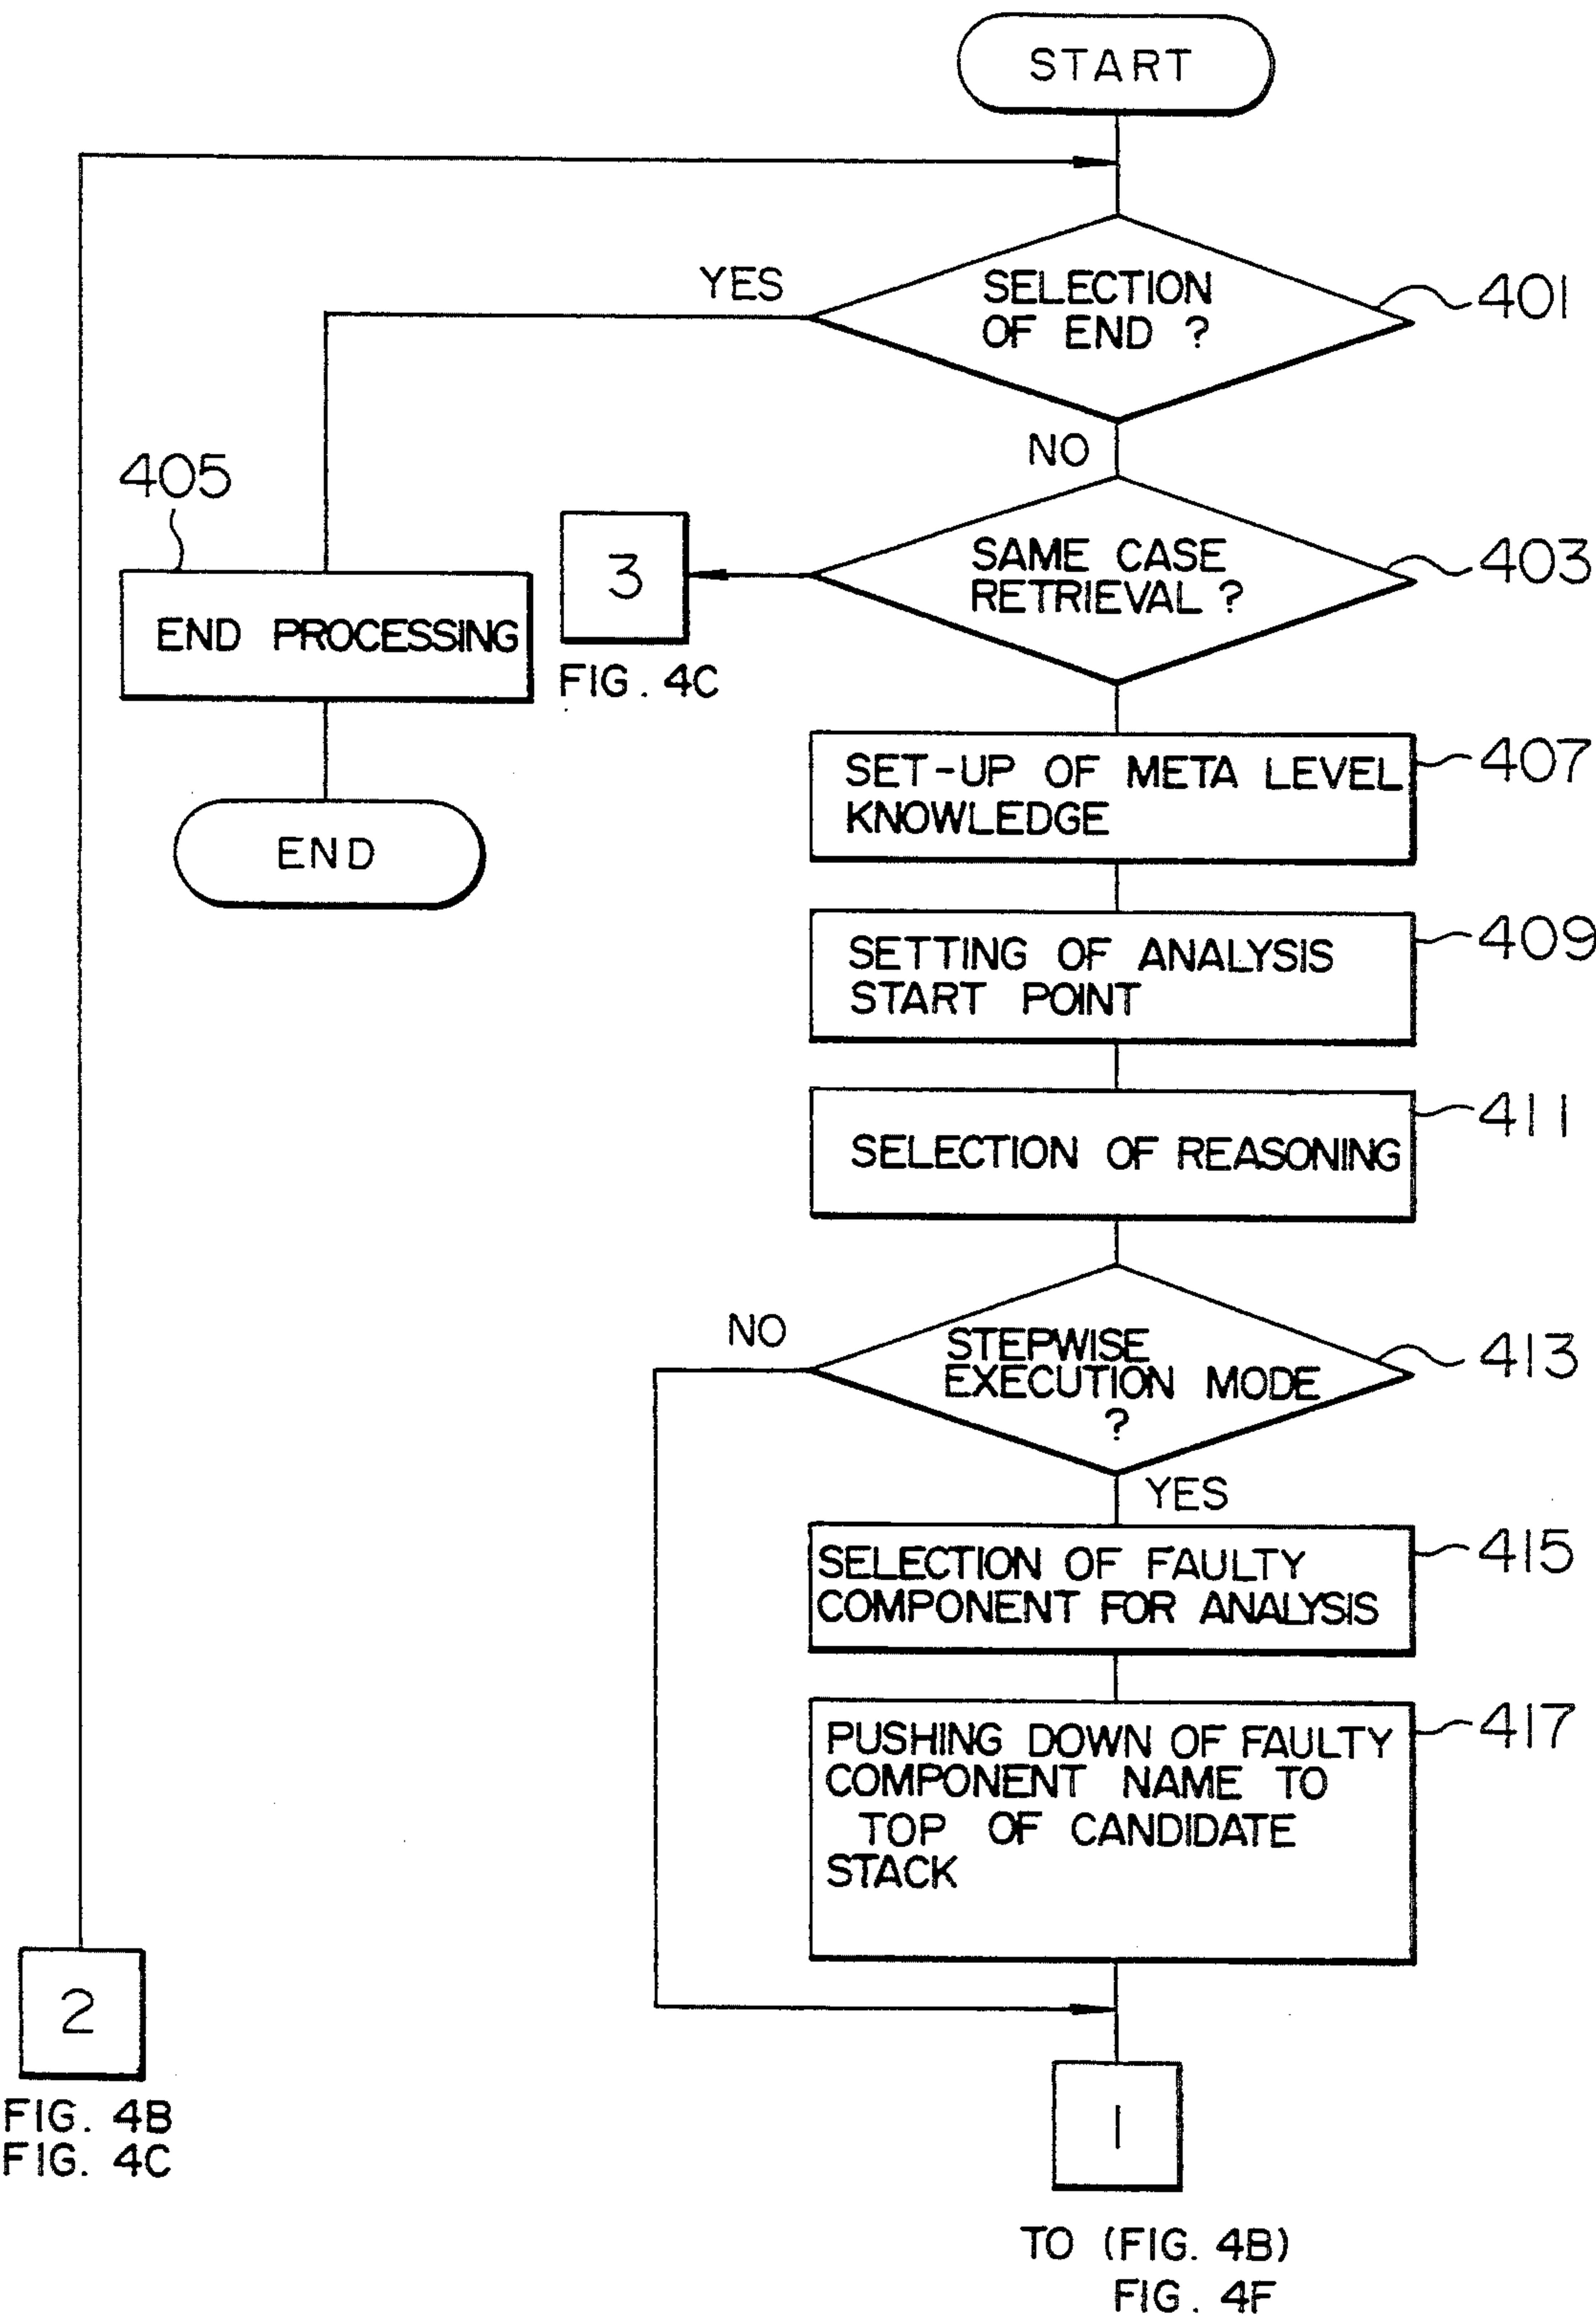 START
YES
SELECTION
OF END ?
401
NO
405
3
SAME CASE
RETRIEVAL ?
403
END PROCESSING
FIG. 4C
SET-UP OF META LEVEL
KNOWLEDGE
407
END
SETTING OF ANALYSIS
START POINT
409
SELECTION OF REASONING
411
NO
STEPWISE
EXECUTION MODE
?
413
YES
SELECTION OF FAULTY
COMPONENT FOR ANALYSIS
415
PUSHING DOWN OF FAULTY
COMPONENT NAME TO
TOP OF CANDIDATE
STACK
417
2
FIG. 4B
FIG. 4C
1
TO (FIG. 4B)
FIG. 4F